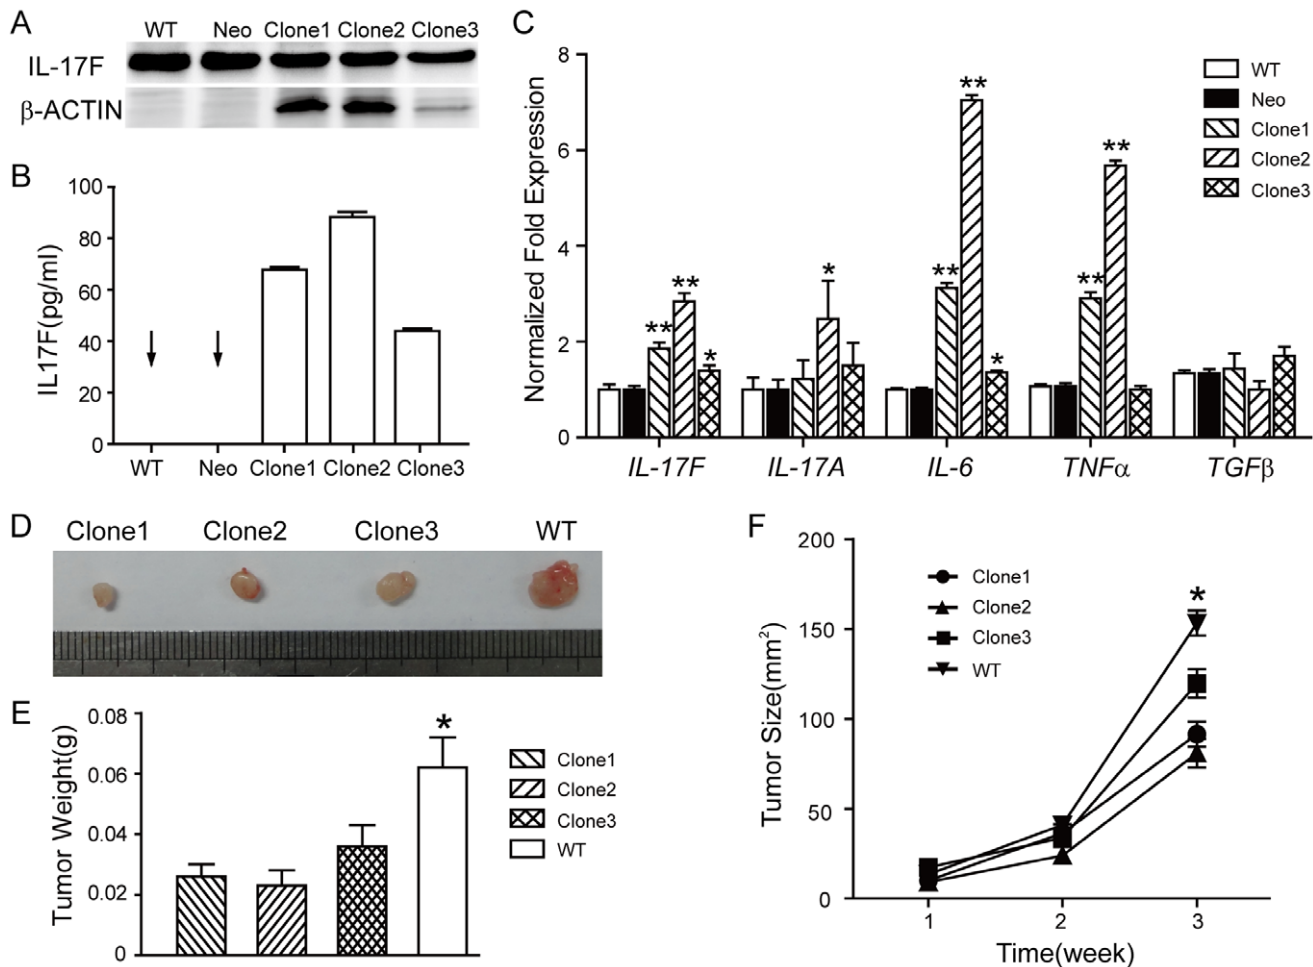 A
WT Neo Clone1 Clone2 Clone3
IL-17F
β-ACTIN
B
IL17F(pg/ml)
100
80
60
40
20
0
WT Neo Clone1 Clone2 Clone3
C
Normalized Fold Expression
8
6
4
2
0
** ** *
*
** ** *
** **
IL-17F IL-17A IL-6 TNFα TGFβ
WT
Neo
Clone1
Clone2
Clone3
D
Clone1 Clone2 Clone3 WT
E
Tumor Weight(g)
0.08
0.06
0.04
0.02
0
*
Clone1
Clone2
Clone3
WT
F
Tumor Size(mm²)
200
150
100
50
0
Clone1
Clone2
Clone3
WT
*
1 2 3
Time(week)